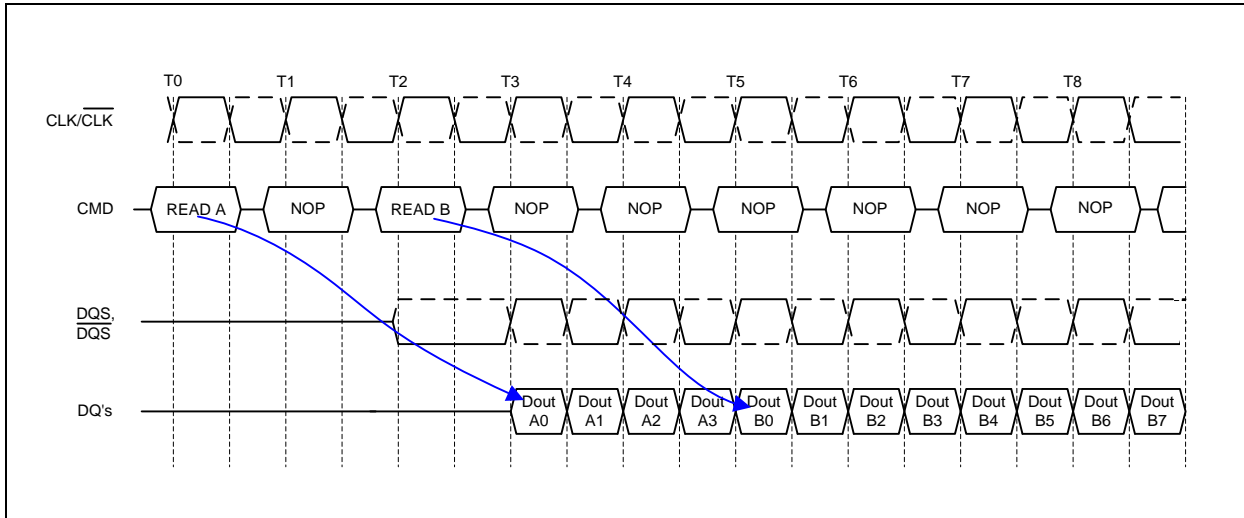 T0 T1 T2 T3 T4 T5 T6 T7 T8
CLK/CLK
CMD READ A NOP READ B NOP NOP NOP NOP NOP NOP
DQS,
DQS
DQ's Dout Dout Dout Dout Dout Dout Dout Dout Dout Dout Dout Dout
A0 A1 A2 A3 B0 B1 B2 B3 B4 B5 B6 B7